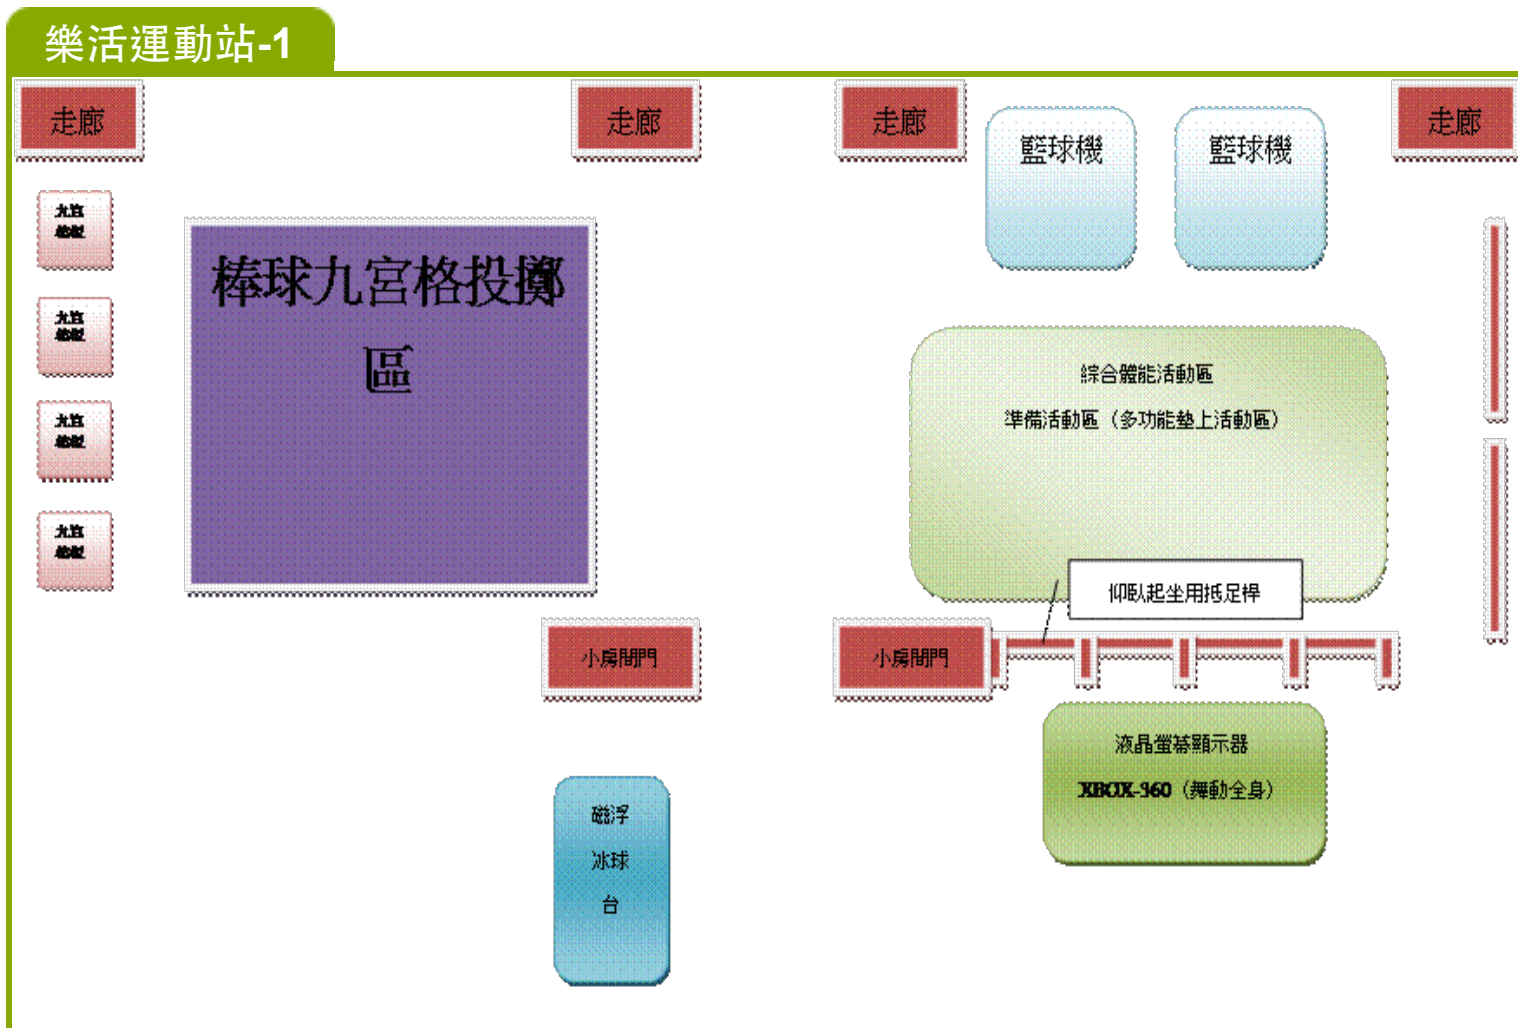 樂活運動站-1
走廊
走廊
走廊
走廊
籃球機
籃球機
棒球九宮格投擲
區
綜合體能活動區
準備活動區（多功能墊上活動區）
仰臥起坐用抵足桿
小房間門
小房間門
液晶螢幕顯示器
XBOX-360（舞動全身）
磁浮
冰球
台